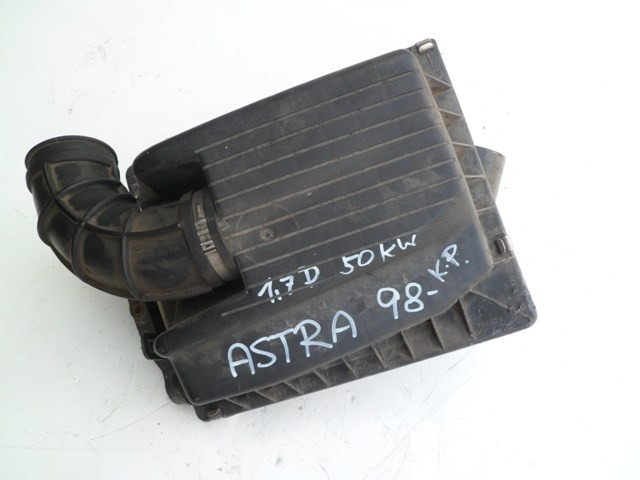 1.7D 50KW
ASTRA 98- K.P.